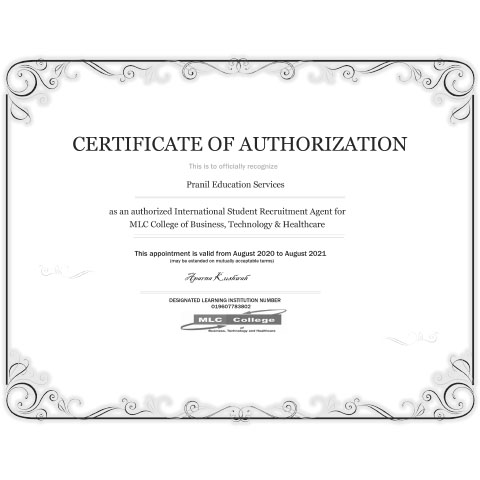 CERTIFICATE OF AUTHORIZATION
This is to officially recognize
Pranil Education Services
as an authorized International Student Recruitment Agent for
MLC College of Business, Technology & Healthcare
This appointment is valid from August 2020 to August 2021
(may be extended on mutually acceptable terms)
Aparna
DESIGNATED LEARNING INSTITUTION NUMBER
O19607783802
MLC College
of
Business, Technology and Healthcare